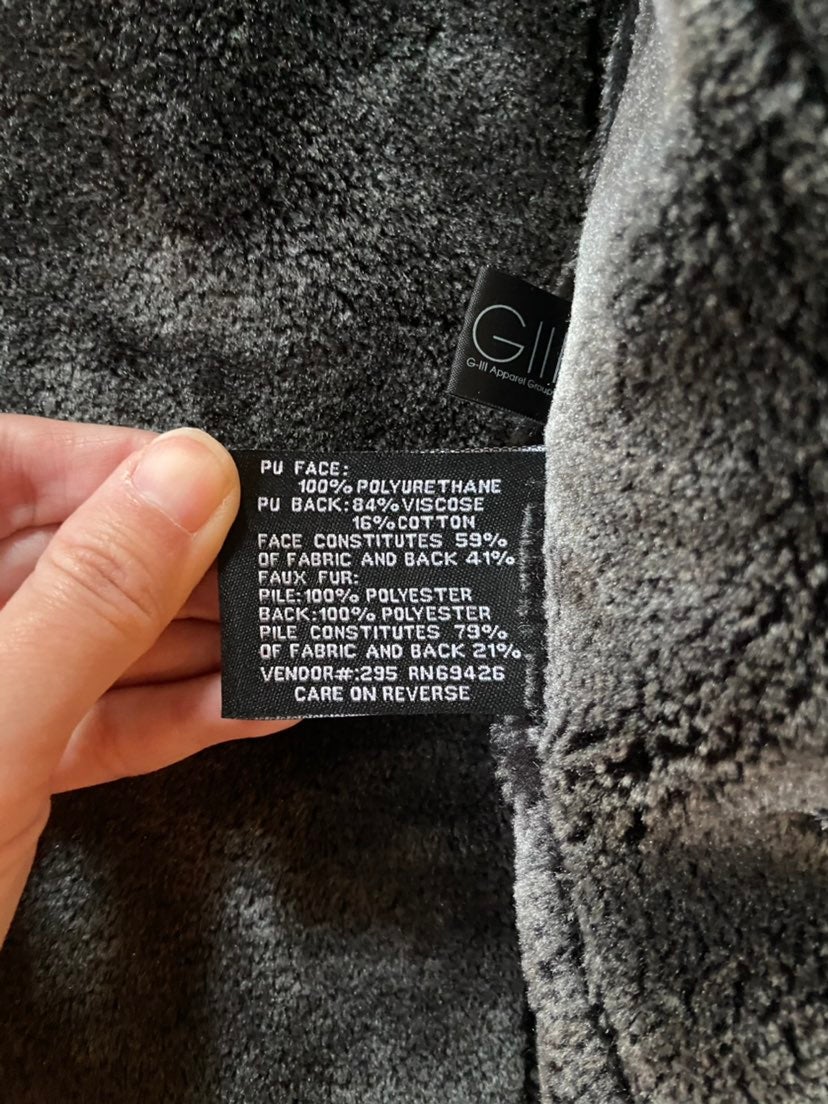 GIII
G-III Apparel Group
PU FACE:
100% POLYURETHANE
PU BACK: 84% VISCOSE
16% COTTON
FACE CONSTITUTES 59%
OF FABRIC AND BACK 41%
FAUX FUR:
PILE: 100% POLYESTER
BACK: 100% POLYESTER
PILE CONSTITUTES 79%
OF FABRIC AND BACK 21%
VENDOR#:295 RN69426
CARE ON REVERSE